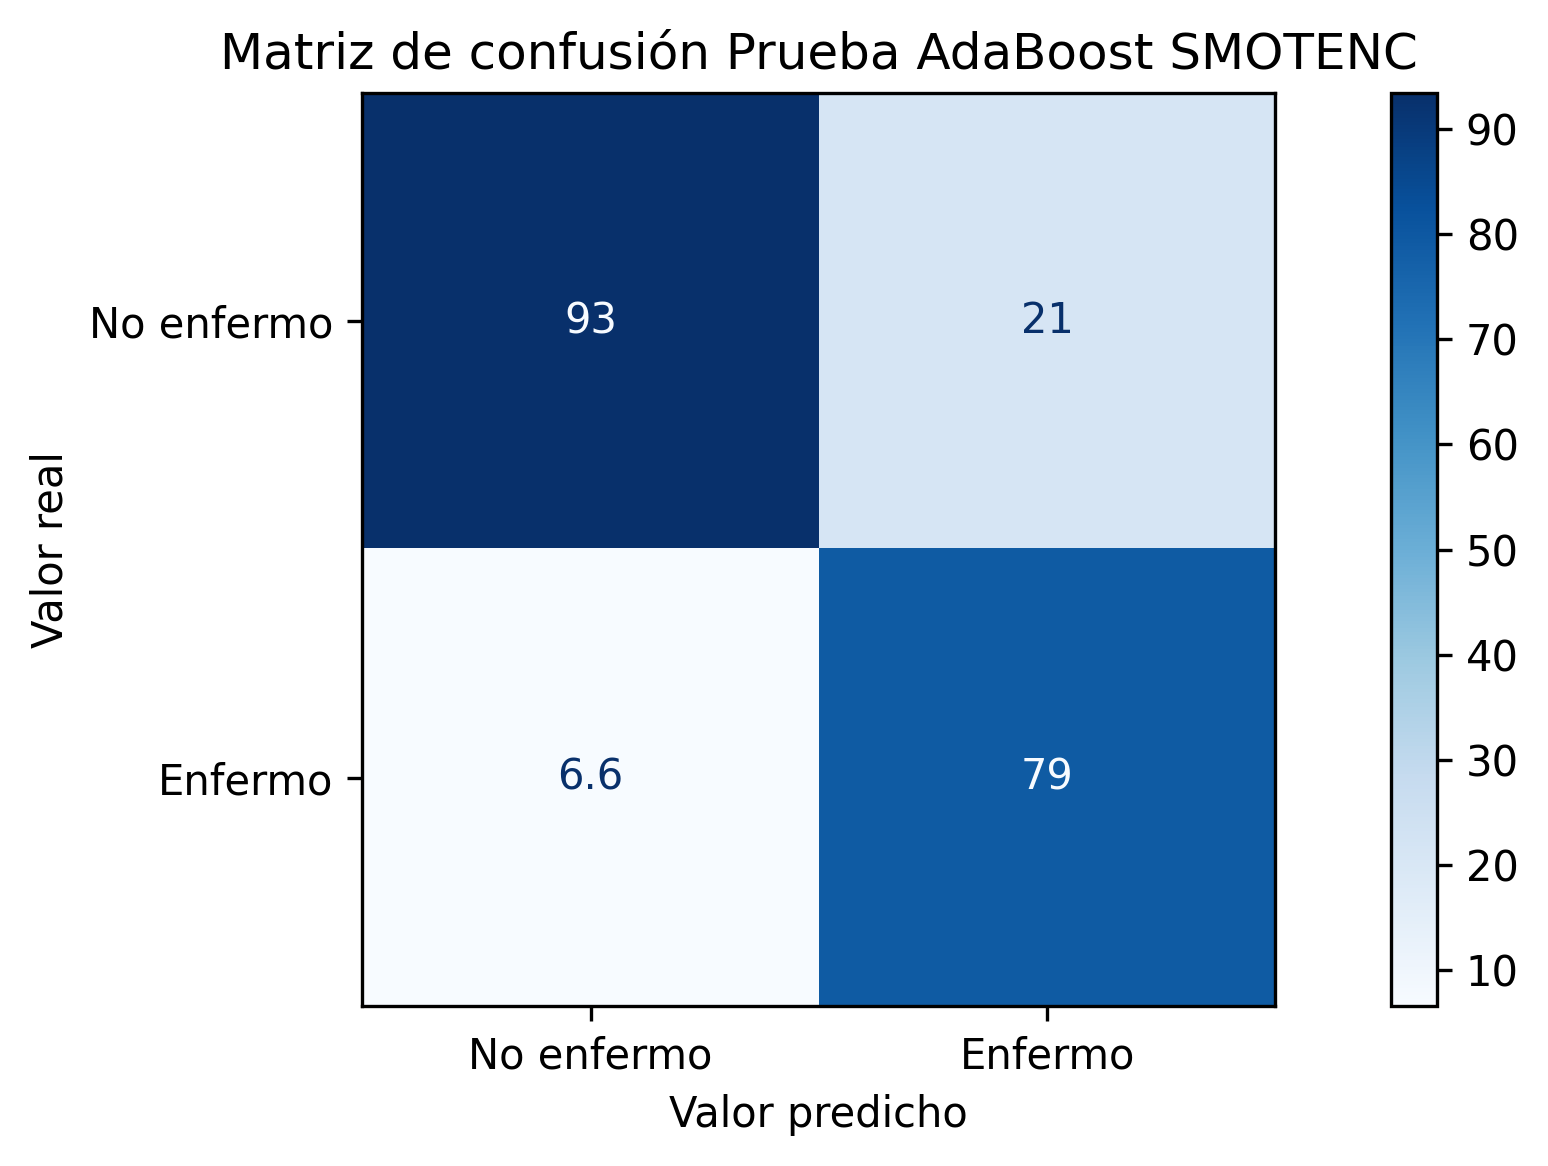 Matriz de confusión Prueba AdaBoost SMOTENC
No enfermo
93
21
Enfermo
6.6
79
Valor real
No enfermo
Enfermo
Valor predicho
90
80
70
60
50
40
30
20
10